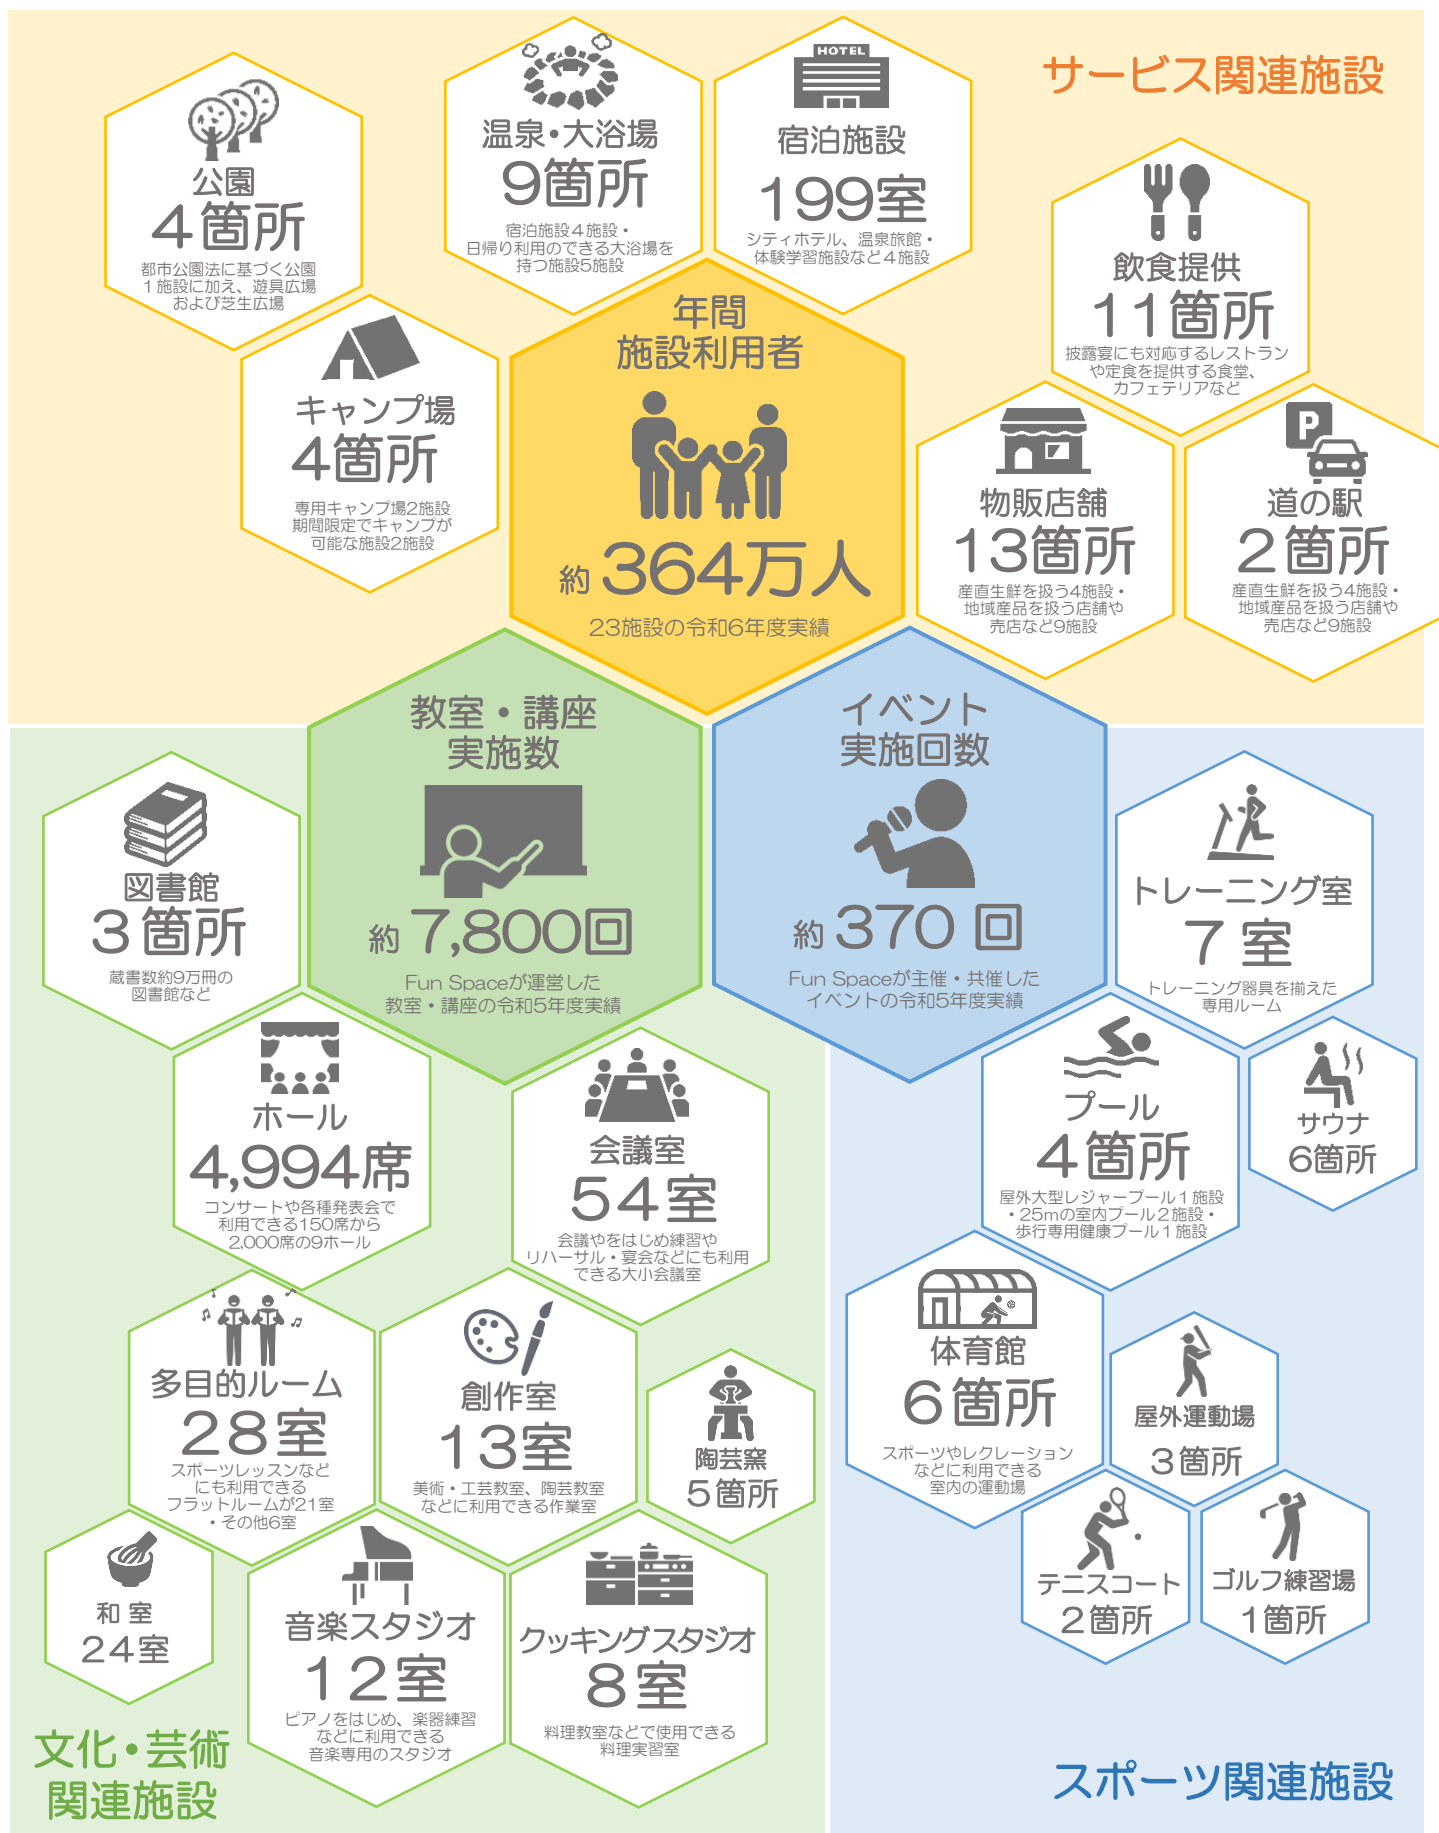 サービス関連施設
公園
4箇所
都市公園法に基づく公園
１施設に加え、遊具広場
および芝生広場
温泉・大浴場
9箇所
宿泊施設４施設・
日帰り利用のできる大浴場を
持つ施設5施設
HOTEL
宿泊施設
199室
シティホテル、温泉旅館・
体験学習施設など４施設
飲食提供
11箇所
披露宴にも対応するレストラン
や定食を提供する食堂、
カフェテリアなど
キャンプ場
4箇所
専用キャンプ場2施設
期間限定でキャンプが
可能な施設2施設
年間
施設利用者
約 364万人
23施設の令和6年度実績
物販店舗
13箇所
産直生鮮を扱う4施設・
地域産品を扱う店舗や
売店など9施設
P
道の駅
2箇所
産直生鮮を扱う4施設・
地域産品を扱う店舗や
売店など9施設
教室・講座
実施数
約 7,800回
Fun Spaceが運営した
教室・講座の令和5年度実績
イベント
実施回数
約 370 回
Fun Spaceが主催・共催した
イベントの令和5年度実績
図書館
3箇所
蔵書数約9万冊の
図書館など
ホール
4,994席
コンサートや各種発表会で
利用できる150席から
2,000席の9ホール
会議室
54室
会議やをはじめ練習や
リハーサル・宴会などにも利用
できる大小会議室
多目的ルーム
28室
スポーツレッスンなど
にも利用できる
フラットルームが21室
・その他6室
創作室
13室
美術・工芸教室、陶芸教室
などに利用できる作業室
陶芸窯
5箇所
和室
24室
音楽スタジオ
12室
ピアノをはじめ、楽器練習
などに利用できる
音楽専用のスタジオ
クッキングスタジオ
8室
料理教室などで使用できる
料理実習室
文化・芸術
関連施設
トレーニング室
7 室
トレーニング器具を揃えた
専用ルーム
プール
4箇所
屋外大型レジャープール１施設
・25mの室内プール２施設・
歩行専用健康プール１施設
サウナ
6箇所
体育館
6箇所
スポーツやレクレーション
などに利用できる
室内の運動場
屋外運動場
3箇所
テニスコート
2箇所
ゴルフ練習場
1箇所
スポーツ関連施設